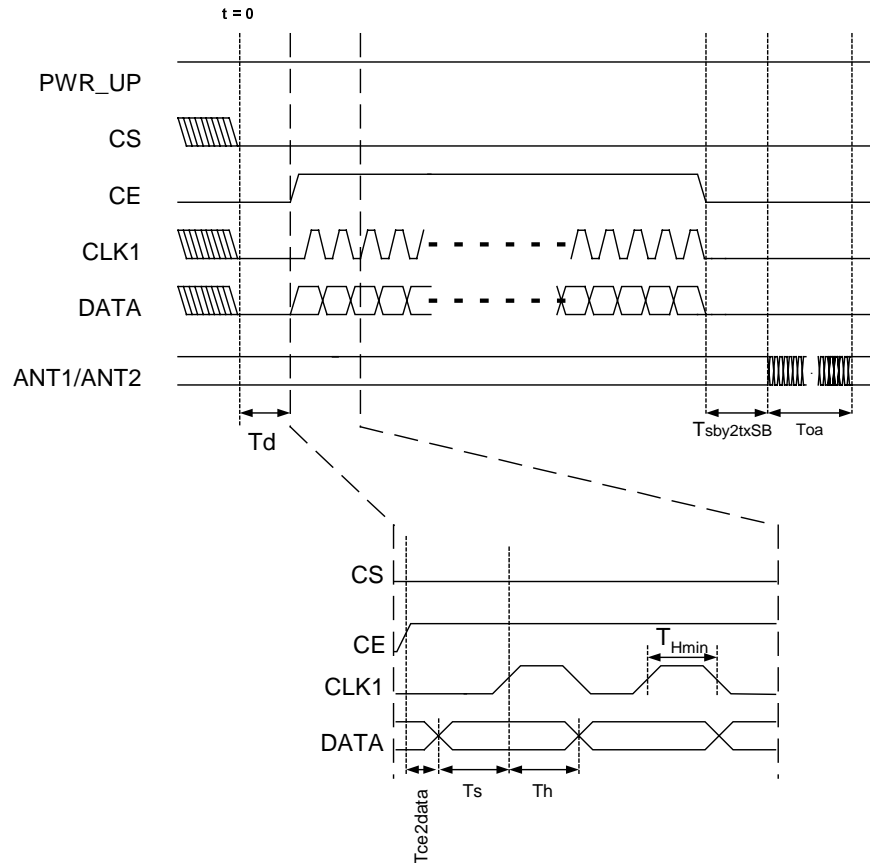 t = 0
PWR_UP
CS
CE
CLK1
DATA
ANT1/ANT2
Td
Tsby2txSB
Toa
CS
CE
THmin
CLK1
DATA
Tce2data
Ts
Th